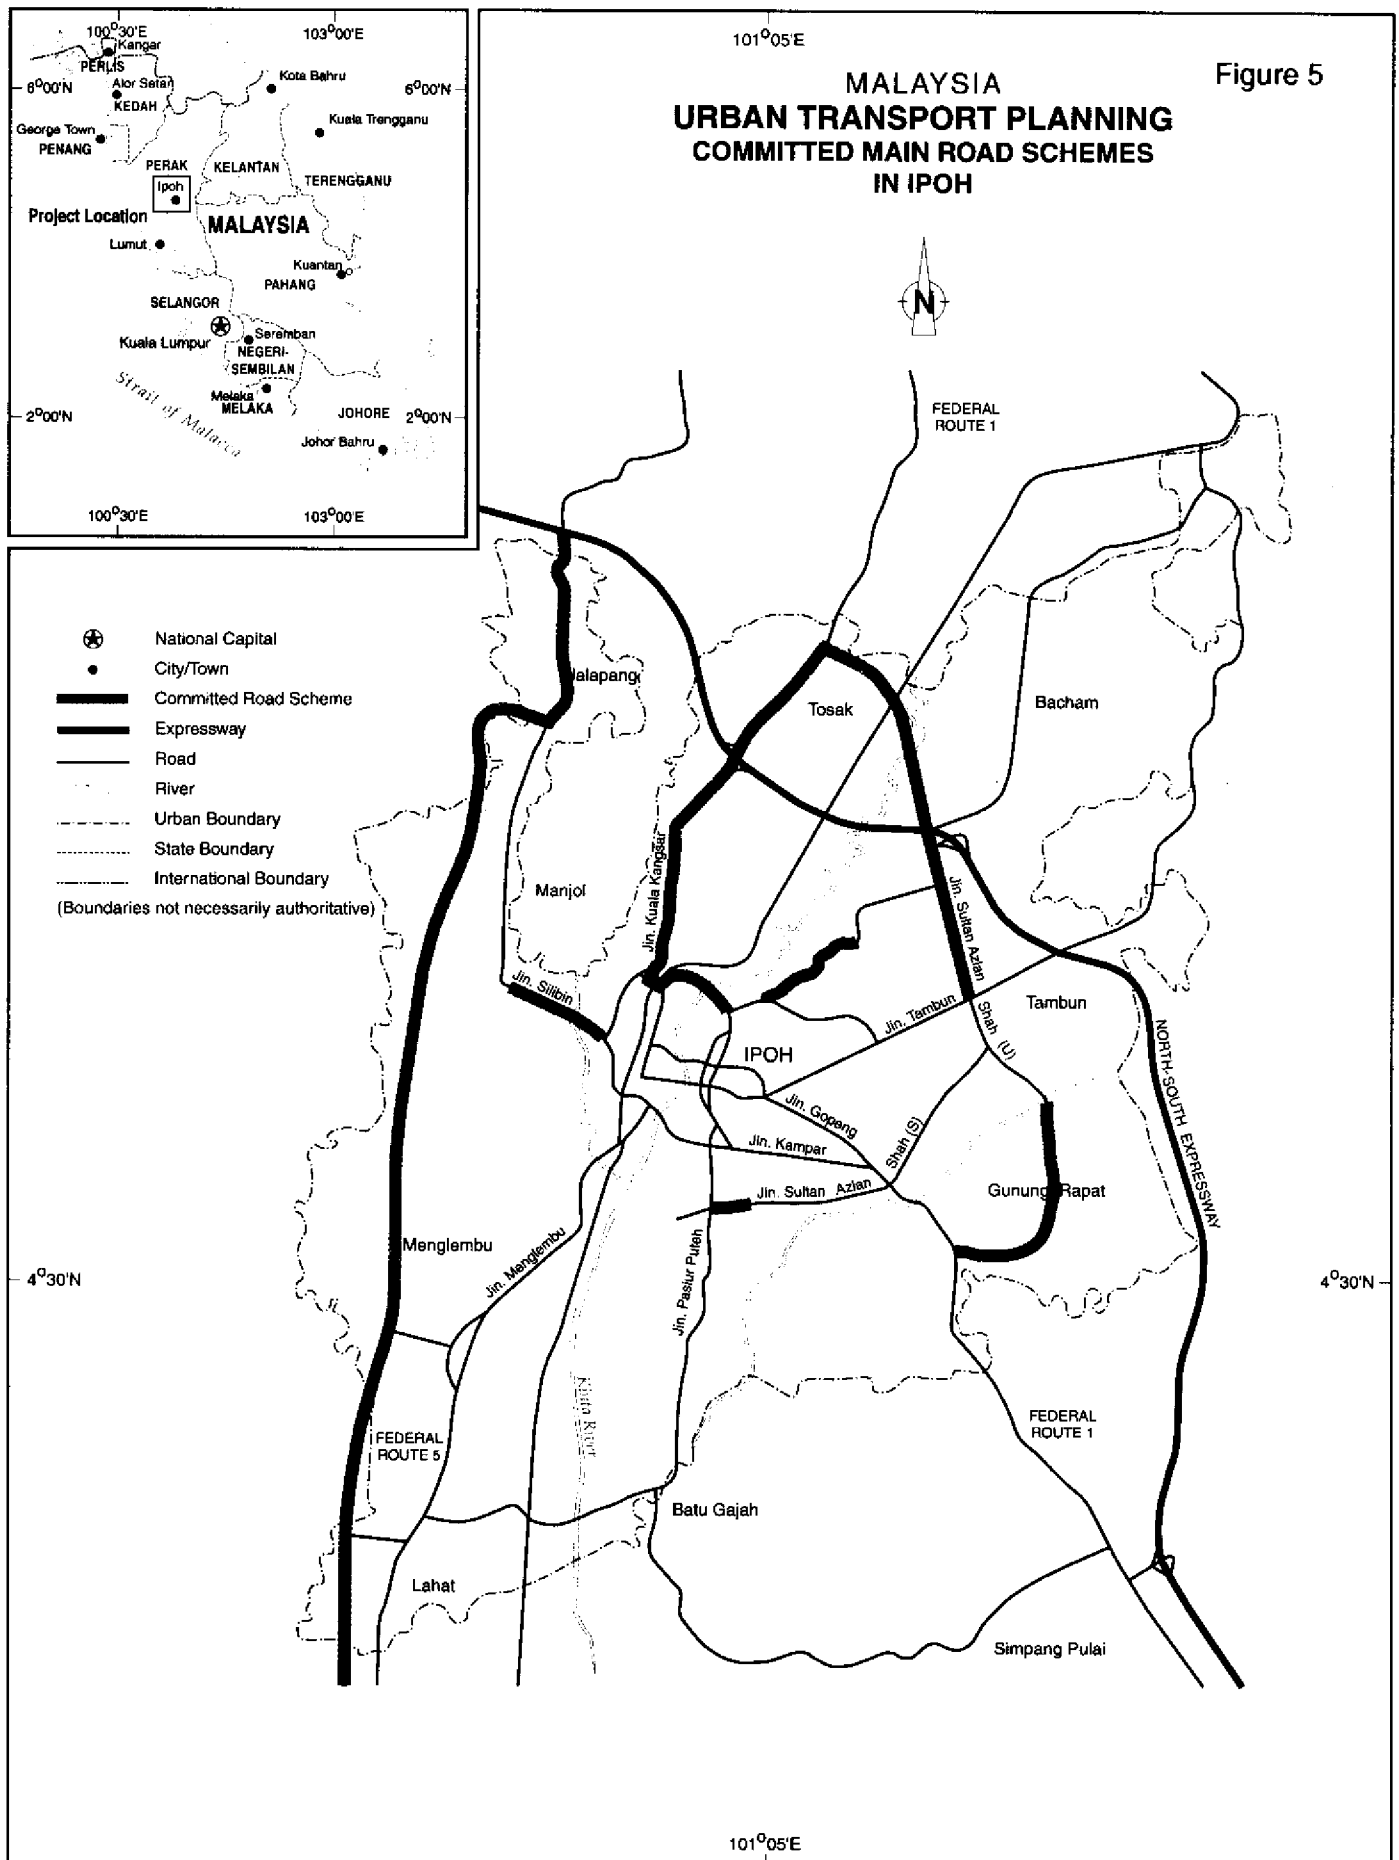 Figure 5
MALAYSIA
URBAN TRANSPORT PLANNING
COMMITTED MAIN ROAD SCHEMES
IN IPOH
101°05'E
100°30'E
103°00'E
Kangar
PERLIS
6°00'N
Alor Setar
KEDAH
Kota Bahru
6°00'N
George Town
PENANG
Kuala Trengganu
PERAK
KELANTAN
TERENGGANU
Ipoh
Project Location
MALAYSIA
Lumut
Kuantan
PAHANG
SELANGOR
Kuala Lumpur
Seremban
NEGERI-
SEMBILAN
Strait of Malacca
Melaka
MELAKA
2°00'N
JOHORE
2°00'N
Johor Bahru
100°30'E
103°00'E
National Capital
City/Town
Committed Road Scheme
Expressway
Road
River
Urban Boundary
State Boundary
International Boundary
(Boundaries not necessarily authoritative)
N
FEDERAL
ROUTE 1
Jalapang
Tosak
Bacham
Manjol
Jln. Kuala Kangsar
Jln. Sultan Azlan
Jln. Silibin
Jln. Tambun
Shah (U)
Tambun
IPOH
NORTH-SOUTH EXPRESSWAY
Jln. Gopeng
Jln. Kampar
Shah (S)
Jln. Sultan Azlan
Gunung Rapat
Menglembu
Jln. Menglembu
Jln. Pasiur Puteh
4°30'N
4°30'N
Kinta River
FEDERAL
ROUTE 5
FEDERAL
ROUTE 1
Batu Gajah
Lahat
Simpang Pulai
101°05'E